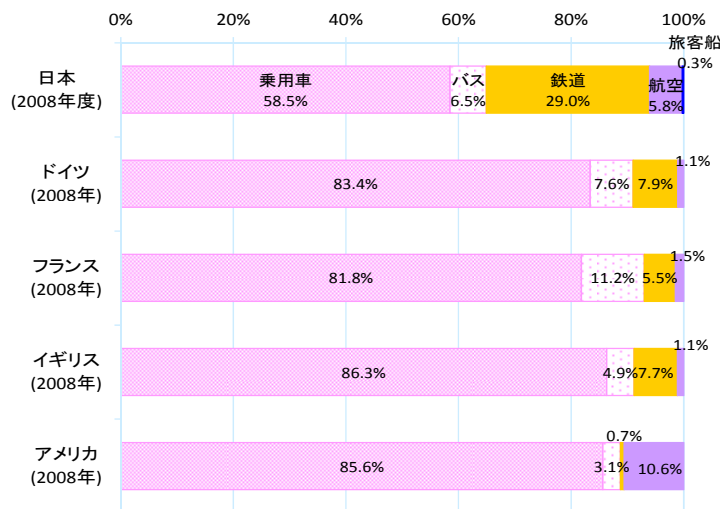 0% 20% 40% 60% 80% 100%
旅客船
0.3%
日本
(2008年度)
乗用車
58.5%
バス
6.5%
鉄道
29.0%
航空
5.8%
ドイツ
(2008年)
83.4% 7.6% 7.9% 1.1%
フランス
(2008年)
81.8% 11.2% 5.5% 1.5%
イギリス
(2008年)
86.3% 4.9% 7.7% 1.1%
アメリカ
(2008年)
85.6% 3.1% 0.7% 10.6%